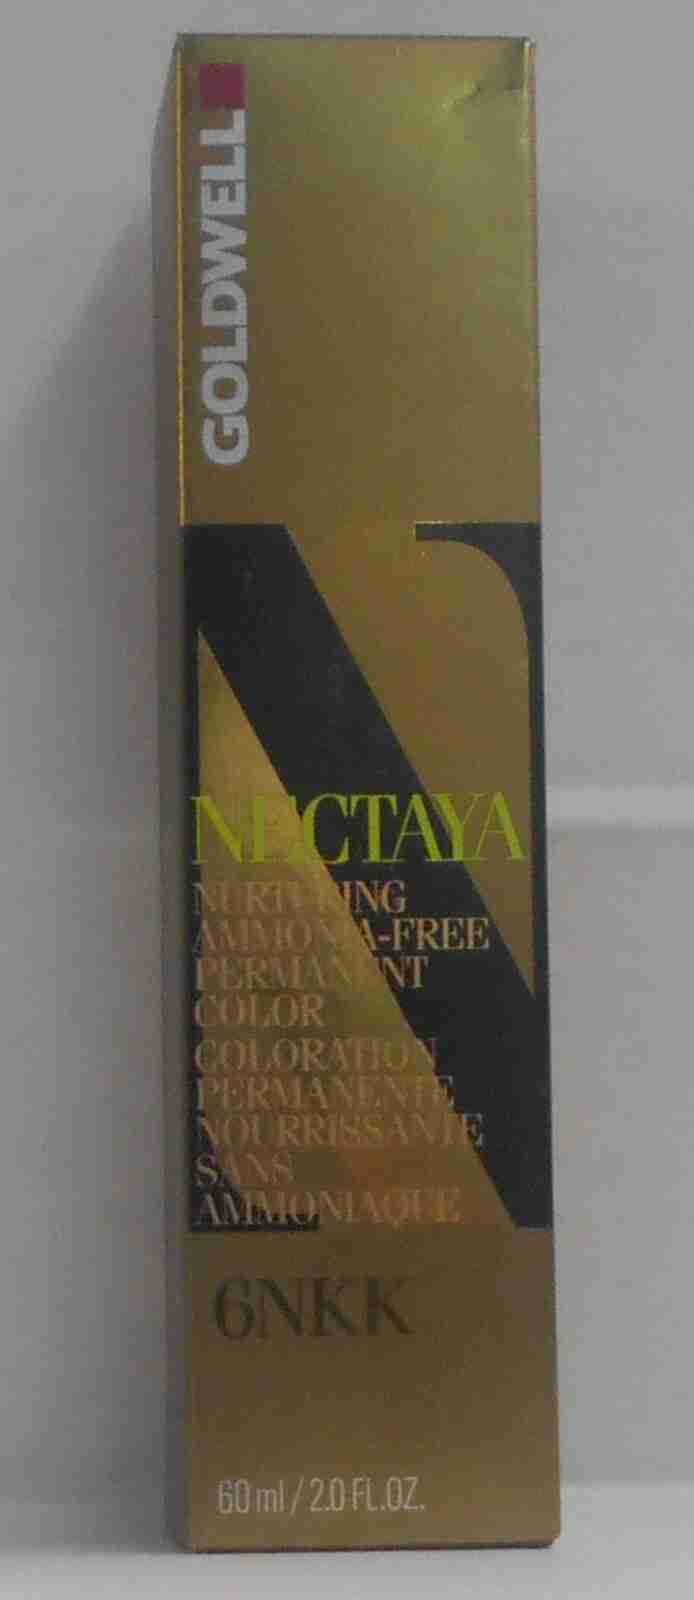 GOLDWELL
NECTAYA
NURTURING
AMMONIA-FREE
PERMANENT
COLOR
COLORATION
PERMANENTE
NOURRISSANTE
SANS
AMMONIAQUE
6NKK
60 ml / 2.0 FL.OZ.